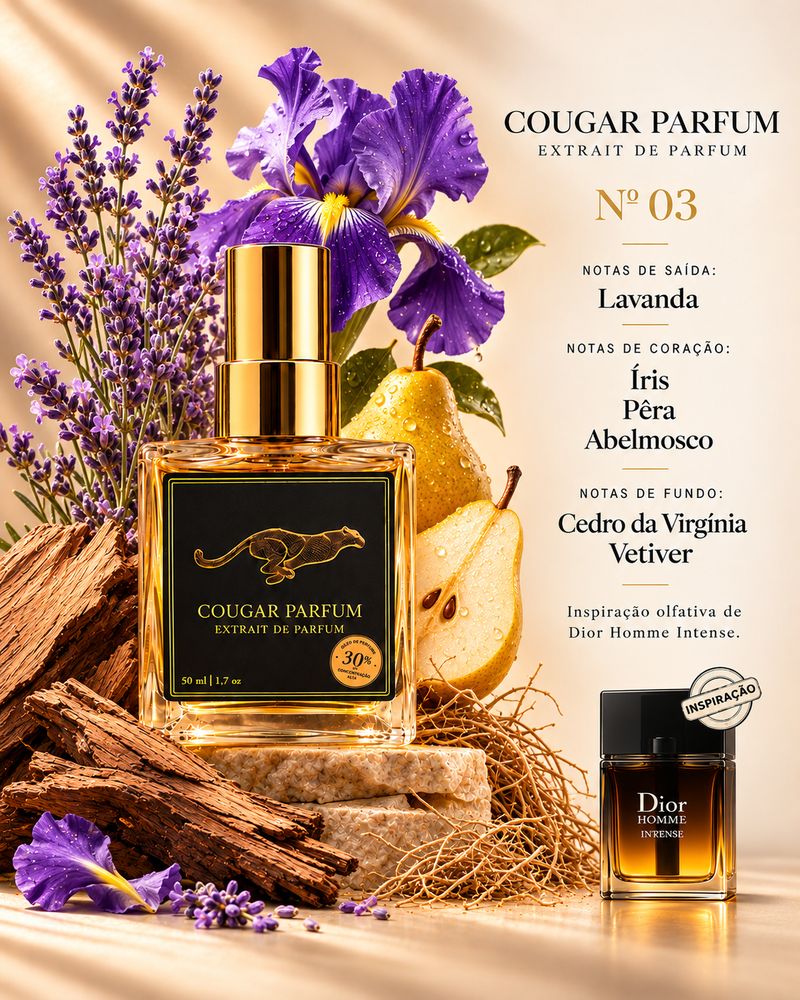 COUGAR PARFUM
EXTRAIT DE PARFUM
Nº 03
NOTAS DE SAÍDA:
Lavanda
NOTAS DE CORAÇÃO:
Íris
Pêra
Abelmosco
NOTAS DE FUNDO:
Cedro da Virgínia
Vetiver
Inspiração olfativa de
Dior Homme Intense.
COUGAR PARFUM
EXTRAIT DE PARFUM
30%
CONCENTRAÇÃO
ALTA
50 ml | 1,7 oz
INSPIRAÇÃO
Dior
HOMME
INTENSE